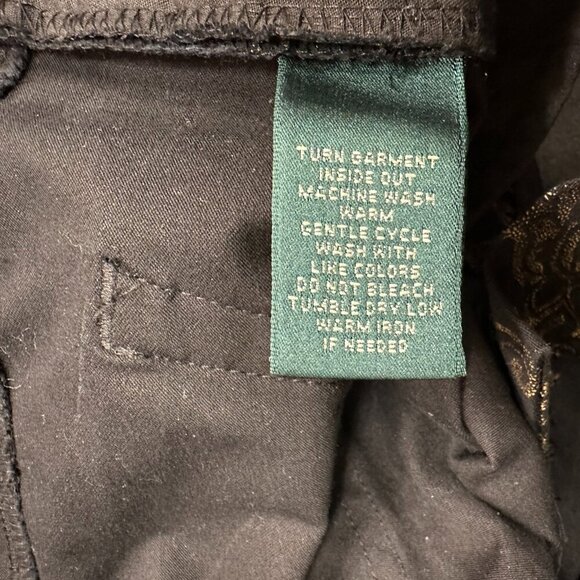 TURN GARMENT
INSIDE OUT
MACHINE WASH
WARM
GENTLE CYCLE
WASH WITH
LIKE COLORS
DO NOT BLEACH
TUMBLE DRY LOW
WARM IRON
IF NEEDED